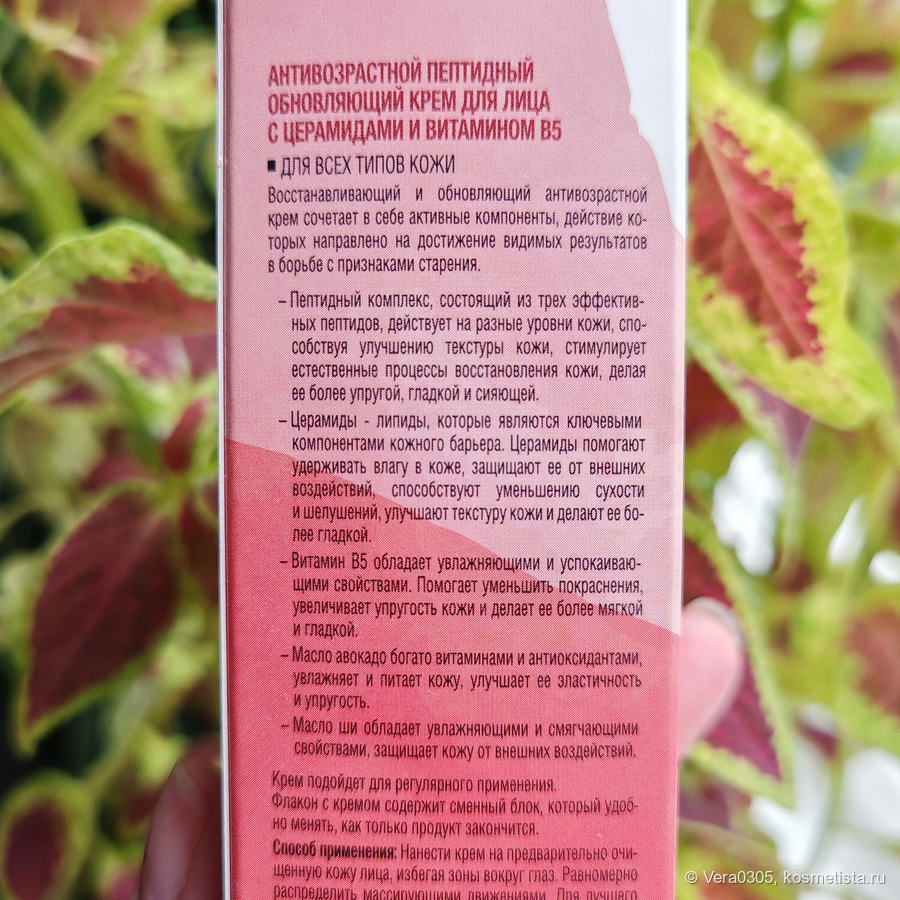 АНТИВОЗРАСТНОЙ ПЕПТИДНЫЙ
ОБНОВЛЯЮЩИЙ КРЕМ ДЛЯ ЛИЦА
С ЦЕРАМИДАМИ И ВИТАМИНОМ B5
▪ ДЛЯ ВСЕХ ТИПОВ КОЖИ
Восстанавливающий и обновляющий антивозрастной
крем сочетает в себе активные компоненты, действие ко-
торых направлено на достижение видимых результатов
в борьбе с признаками старения.
– Пептидный комплекс, состоящий из трех эффектив-
ных пептидов, действует на разные уровни кожи, спо-
собствуя улучшению текстуры кожи, стимулирует
естественные процессы восстановления кожи, делая
ее более упругой, гладкой и сияющей.
– Церамиды - липиды, которые являются ключевыми
компонентами кожного барьера. Церамиды помогают
удерживать влагу в коже, защищают ее от внешних
воздействий, способствуют уменьшению сухости
и шелушений, улучшают текстуру кожи и делают ее бо-
лее гладкой.
– Витамин B5 обладает увлажняющими и успокаиваю-
щими свойствами. Помогает уменьшить покраснения,
увеличивает упругость кожи и делает ее более мягкой
и гладкой.
– Масло авокадо богато витаминами и антиоксидантами,
увлажняет и питает кожу, улучшает ее эластичность
и упругость.
– Масло ши обладает увлажняющими и смягчающими
свойствами, защищает кожу от внешних воздействий.
Крем подойдет для регулярного применения.
Флакон с кремом содержит сменный блок, который удоб-
но менять, как только продукт закончится.
Способ применения: Нанести крем на предварительно очи-
щенную кожу лица, избегая зоны вокруг глаз. Равномерно
распределить массирующими движениями. Для лучшего
© Vera0305, kosmetista.ru